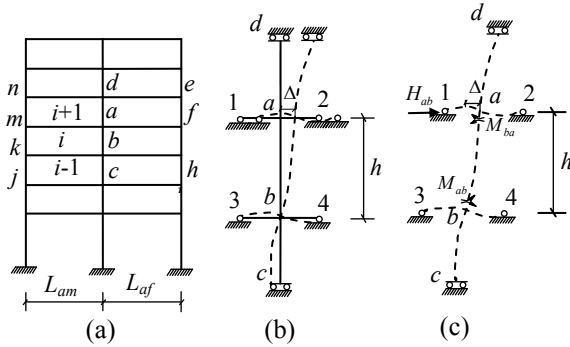 n
d
e
i+1
a
m
f
i
b
k
i-1
c
j
h
L_am
L_af
(a)
d
1
a
Δ
2
h
b
3
4
c
(b)
d
Δ
1
a
2
H_ab
M_ba
h
M_ab
3
4
b
c
(c)